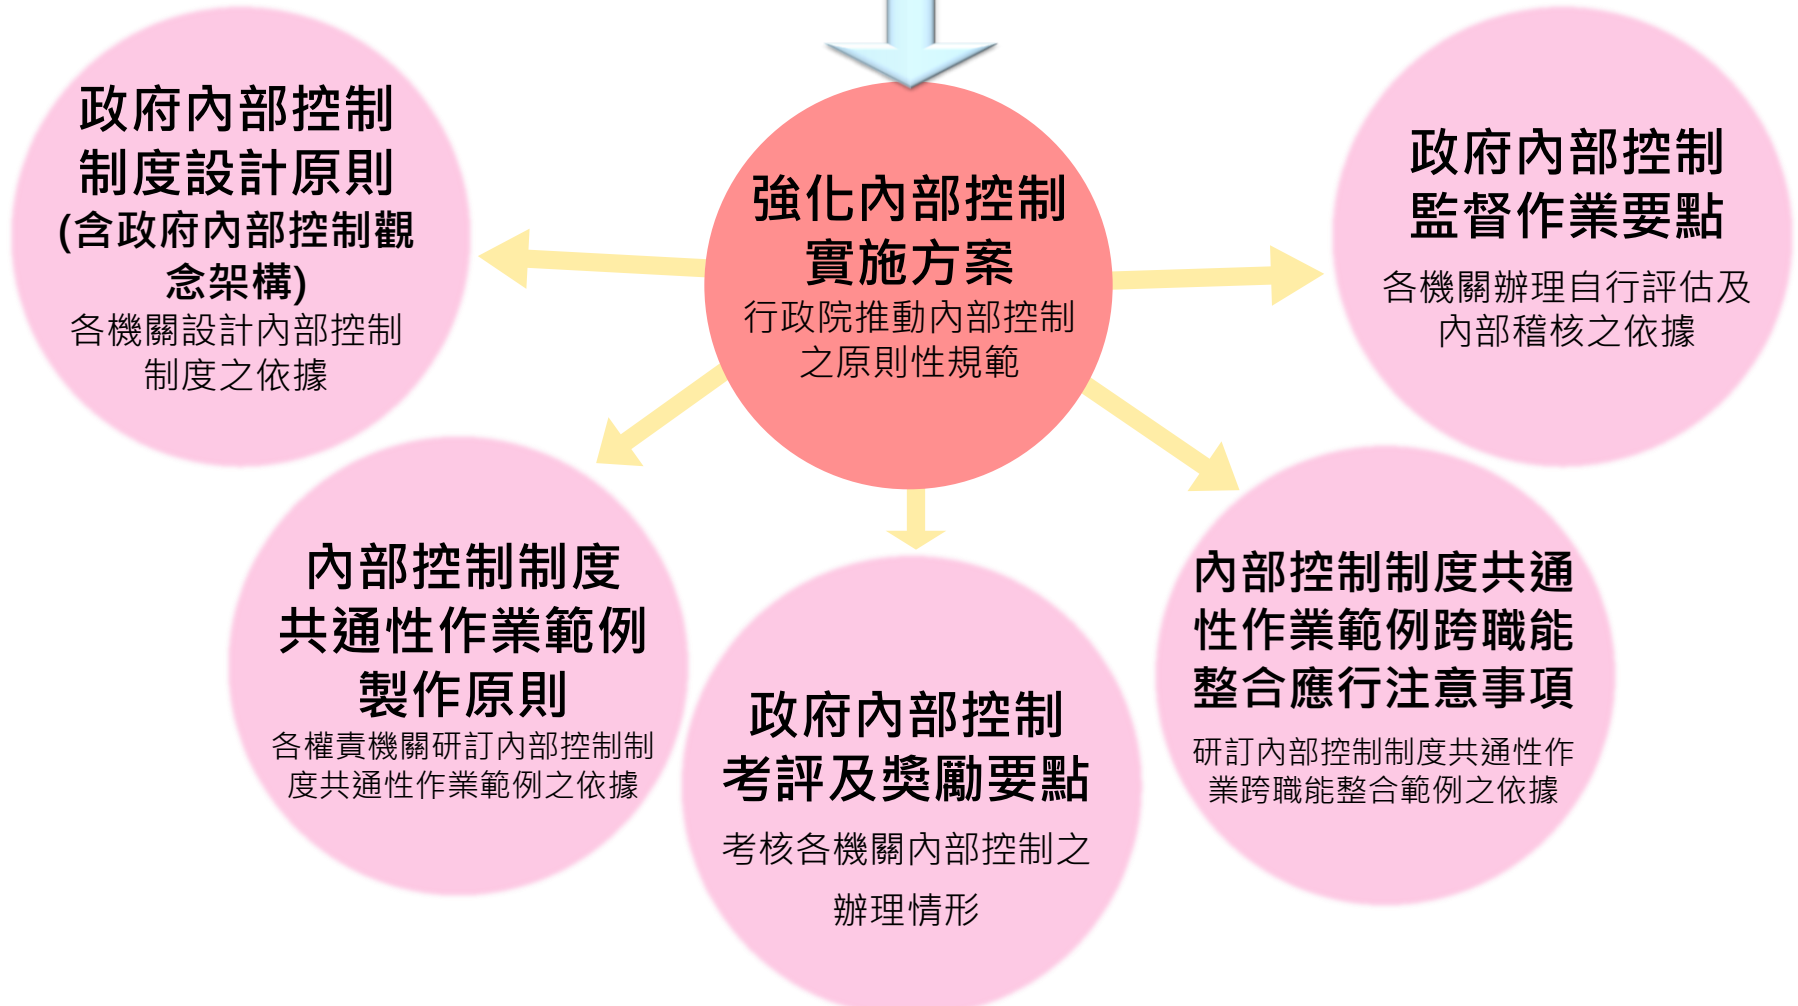 政府內部控制
制度設計原則
(含政府內部控制觀
念架構)
各機關設計內部控制
制度之依據
強化內部控制
實施方案
行政院推動內部控制
之原則性規範
政府內部控制
監督作業要點
各機關辦理自行評估及
內部稽核之依據
內部控制制度
共通性作業範例
製作原則
各權責機關研訂內部控制制
度共通性作業範例之依據
政府內部控制
考評及獎勵要點
考核各機關內部控制之
辦理情形
內部控制制度共通
性作業範例跨職能
整合應行注意事項
研訂內部控制制度共通性作
業跨職能整合範例之依據